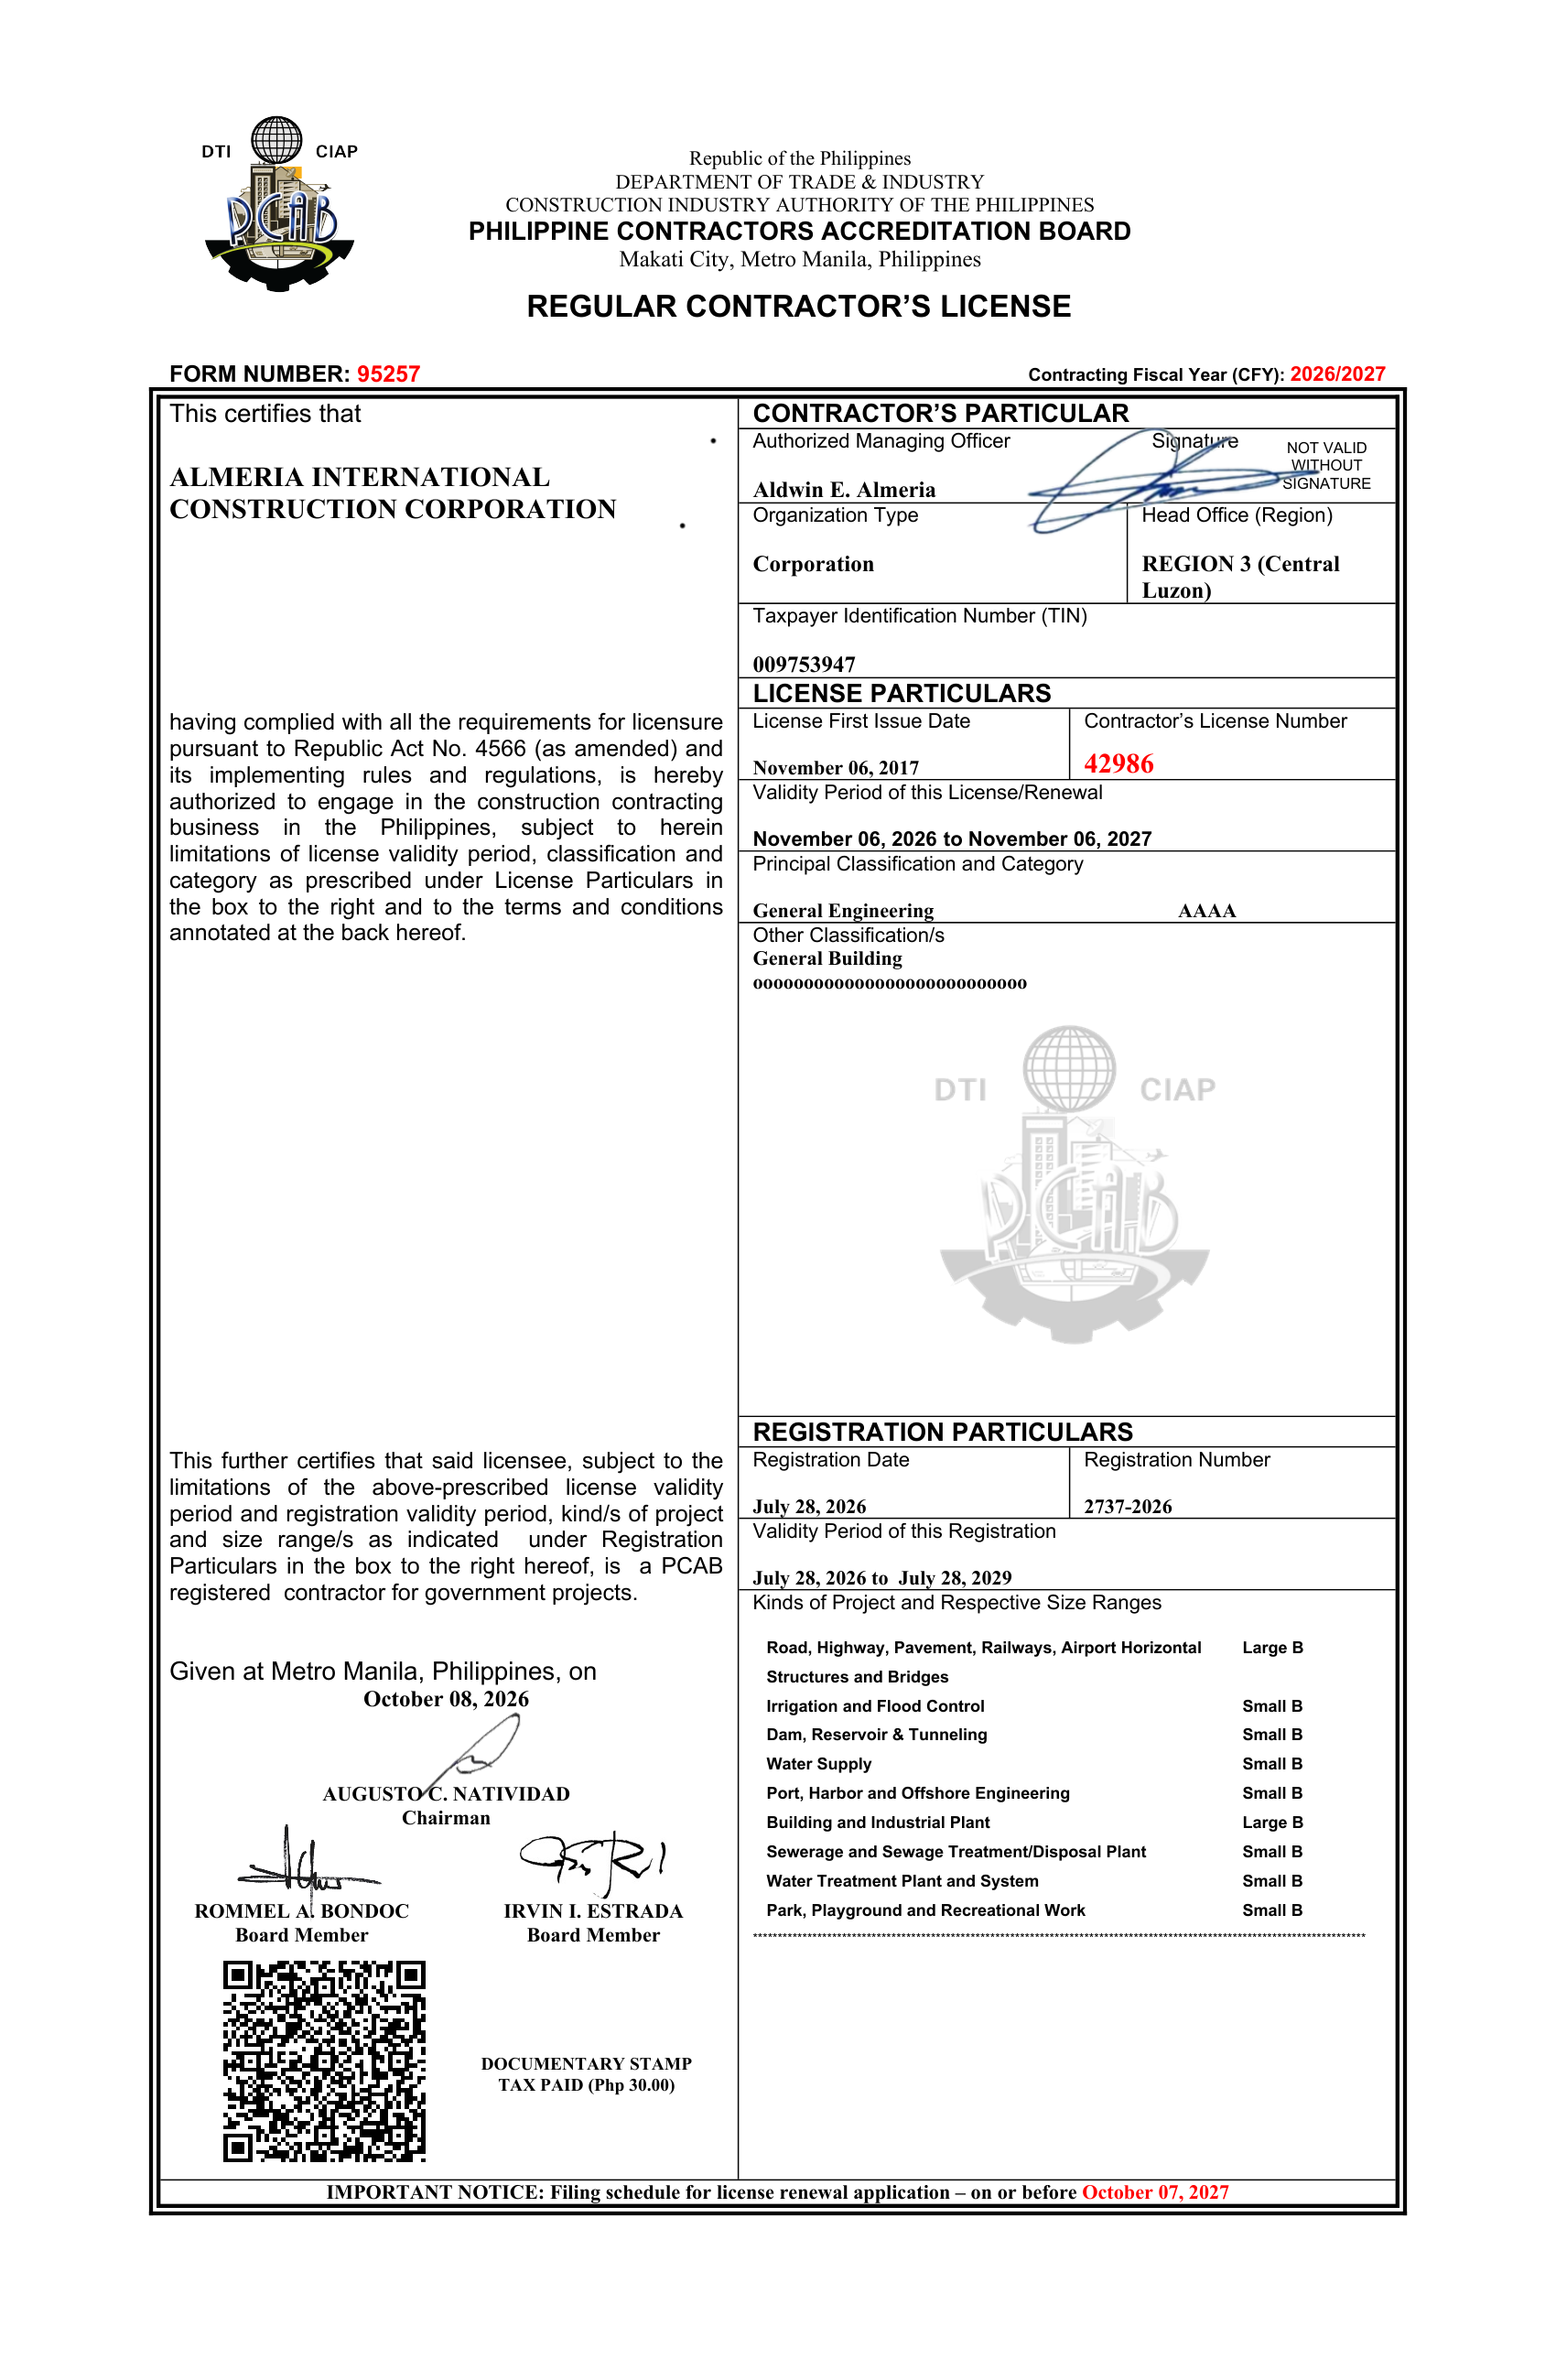 DTI CIAP
PCAB
Republic of the Philippines
DEPARTMENT OF TRADE & INDUSTRY
CONSTRUCTION INDUSTRY AUTHORITY OF THE PHILIPPINES
PHILIPPINE CONTRACTORS ACCREDITATION BOARD
Makati City, Metro Manila, Philippines
REGULAR CONTRACTOR'S LICENSE
FORM NUMBER: 95257
Contracting Fiscal Year (CFY): 2026/2027
This certifies that
ALMERIA INTERNATIONAL
CONSTRUCTION CORPORATION
having complied with all the requirements for licensure
pursuant to Republic Act No. 4566 (as amended) and
its implementing rules and regulations, is hereby
authorized to engage in the construction contracting
business in the Philippines, subject to herein
limitations of license validity period, classification and
category as prescribed under License Particulars in
the box to the right and to the terms and conditions
annotated at the back hereof.
This further certifies that said licensee, subject to the
limitations of the above-prescribed license validity
period and registration validity period, kind/s of project
and size range/s as indicated under Registration
Particulars in the box to the right hereof, is a PCAB
registered contractor for government projects.
Given at Metro Manila, Philippines, on
October 08, 2026
AUGUSTO C. NATIVIDAD
Chairman
ROMMEL A. BONDOC
Board Member
IRVIN I. ESTRADA
Board Member
DOCUMENTARY STAMP
TAX PAID (Php 30.00)
CONTRACTOR'S PARTICULAR
Authorized Managing Officer
Signature
NOT VALID
WITHOUT
SIGNATURE
Aldwin E. Almeria
Organization Type
Corporation
Head Office (Region)
REGION 3 (Central
Luzon)
Taxpayer Identification Number (TIN)
009753947
LICENSE PARTICULARS
License First Issue Date
November 06, 2017
Contractor's License Number
42986
Validity Period of this License/Renewal
November 06, 2026 to November 06, 2027
Principal Classification and Category
General Engineering AAAA
Other Classification/s
General Building
ooooooooooooooooooooooooooo
DTI CIAP
PCAB
REGISTRATION PARTICULARS
Registration Date
July 28, 2026
Registration Number
2737-2026
Validity Period of this Registration
July 28, 2026 to July 28, 2029
Kinds of Project and Respective Size Ranges
Road, Highway, Pavement, Railways, Airport Horizontal Large B
Structures and Bridges
Irrigation and Flood Control Small B
Dam, Reservoir & Tunneling Small B
Water Supply Small B
Port, Harbor and Offshore Engineering Small B
Building and Industrial Plant Large B
Sewerage and Sewage Treatment/Disposal Plant Small B
Water Treatment Plant and System Small B
Park, Playground and Recreational Work Small B
IMPORTANT NOTICE: Filing schedule for license renewal application – on or before October 07, 2027